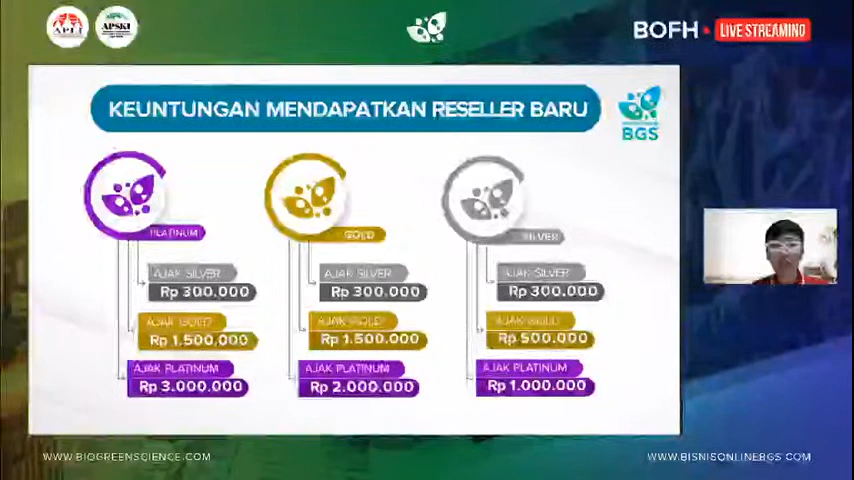 APLI
APSKI
BOFH
LIVE STREAMING
KEUNTUNGAN MENDAPATKAN RESELLER BARU
BGS
PLATINUM
AJAK SILVER
Rp 300.000
AJAK GOLD
Rp 1.500.000
AJAK PLATINUM
Rp 3.000.000
GOLD
AJAK SILVER
Rp 300.000
AJAK GOLD
Rp 1.500.000
AJAK PLATINUM
Rp 2.000.000
SILVER
AJAK SILVER
Rp 300.000
AJAK GOLD
Rp 500.000
AJAK PLATINUM
Rp 1.000.000
WWW.BIOGREENSCIENCE.COM
WWW.BISNISONLINEBGS.COM